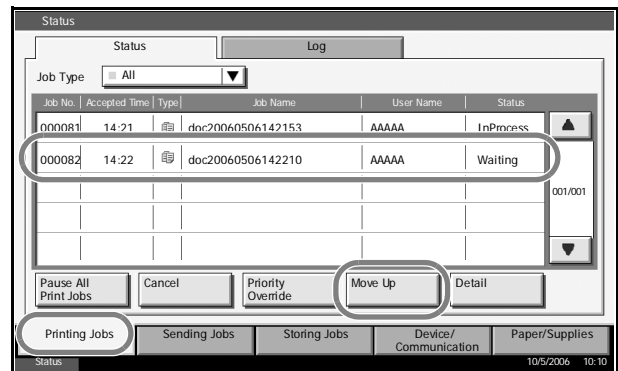 Status
Status Log
Job Type All
Job No. Accepted Time Type Job Name User Name Status
000081 14:21 doc20060506142153 AAAAA InProcess
000082 14:22 doc20060506142210 AAAAA Waiting
001/001
Pause All Cancel Priority Move Up Detail
Print Jobs Override
Printing Jobs Sending Jobs Storing Jobs Device/ Paper/Supplies
Communication
Status 10/5/2006 10:10